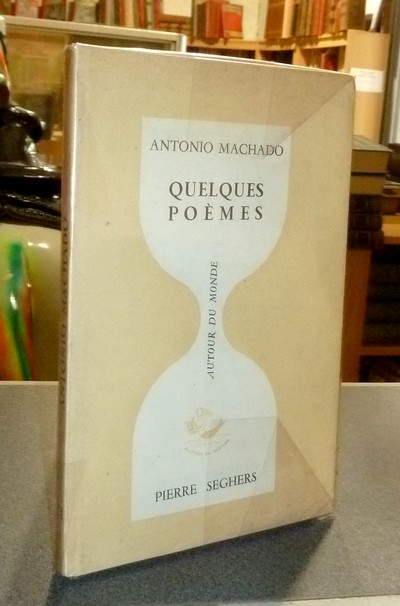 ANTONIO MACHADO
QUELQUES
POÈMES
AUTOUR DU MONDE
PIERRE SEGHERS